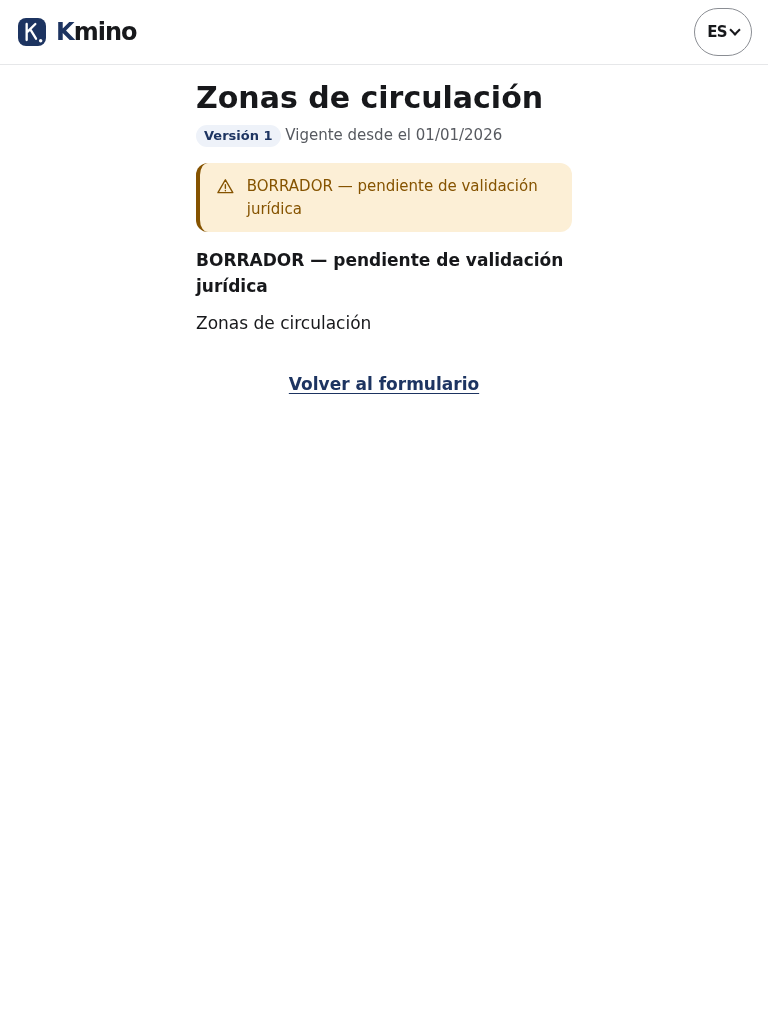 Kmino
ES
Zonas de circulación
Versión 1 Vigente desde el 01/01/2026
BORRADOR — pendiente de validación
jurídica
BORRADOR — pendiente de validación
jurídica
Zonas de circulación
Volver al formulario